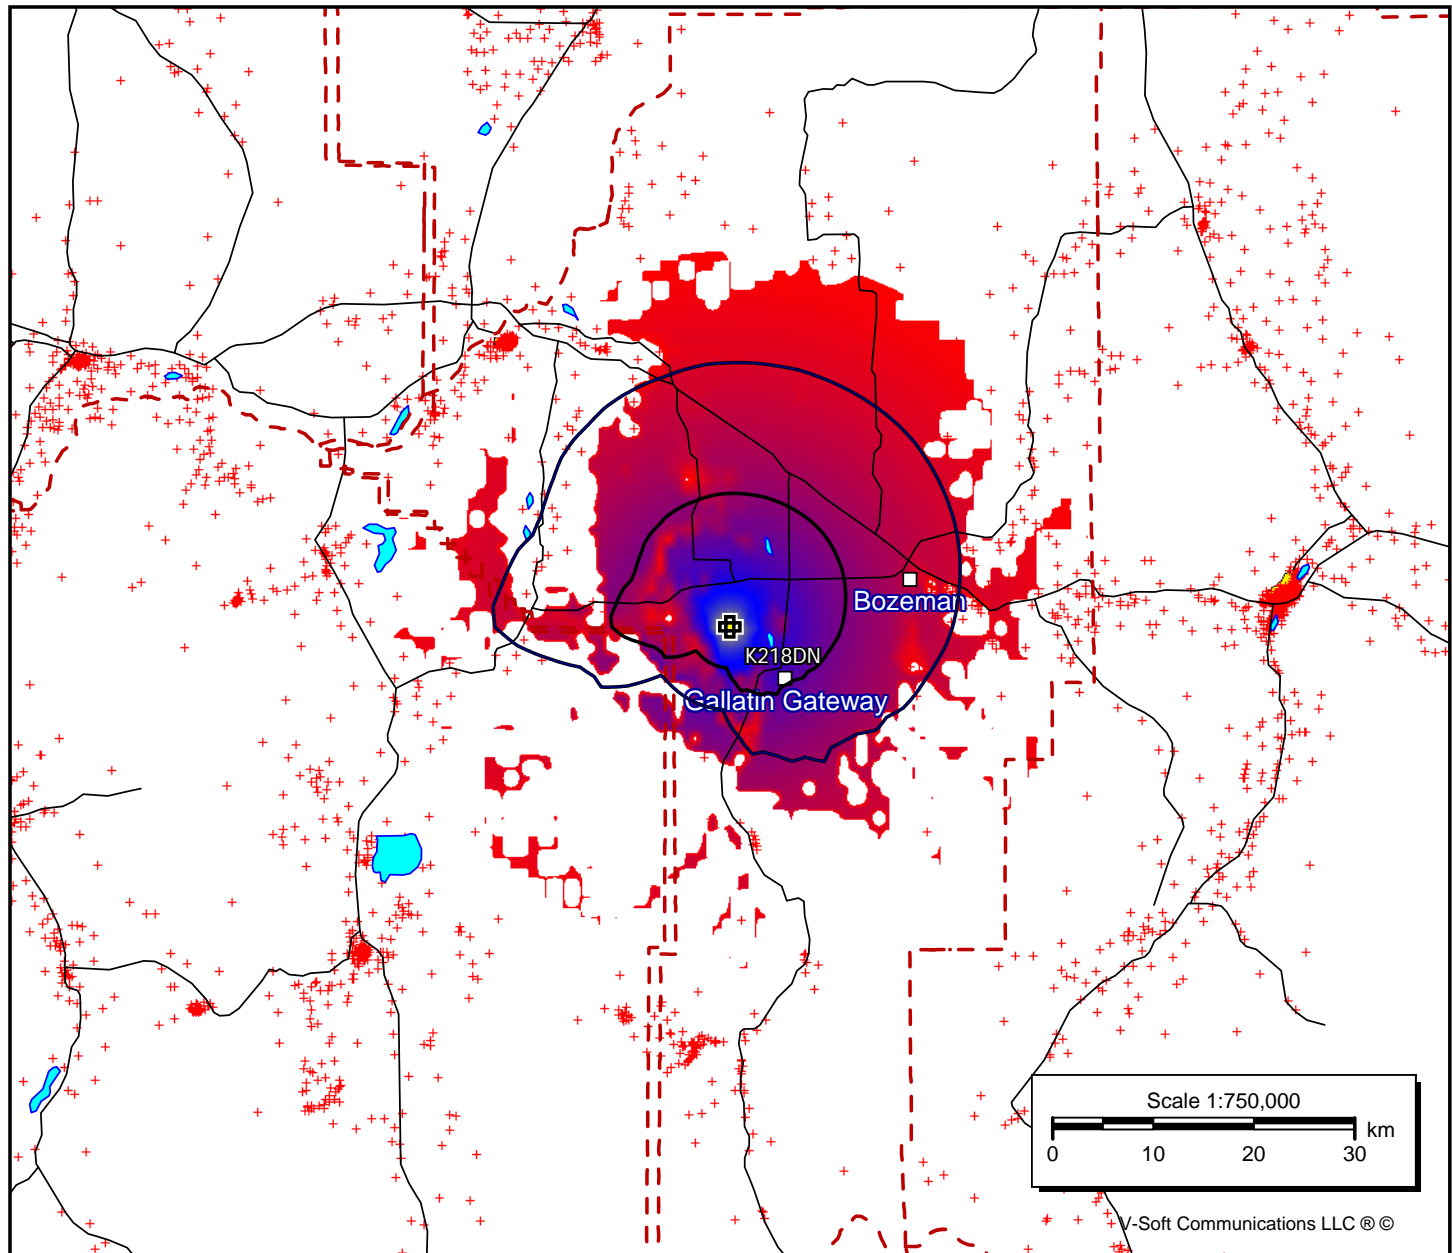 Bozeman
K218DN
Gallatin Gateway
Scale 1:750,000
km
0 10 20 30
V-Soft Communications LLC ® ©